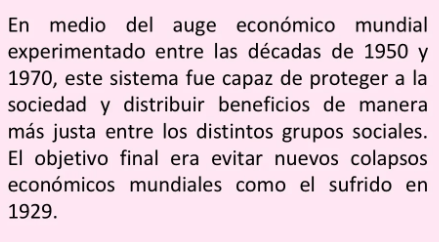 En medio del auge económico mundial
experimentado entre las décadas de 1950 y
1970, este sistema fue capaz de proteger a la
sociedad y distribuir beneficios de manera
más justa entre los distintos grupos sociales.
El objetivo final era evitar nuevos colapsos
económicos mundiales como el sufrido en
1929.